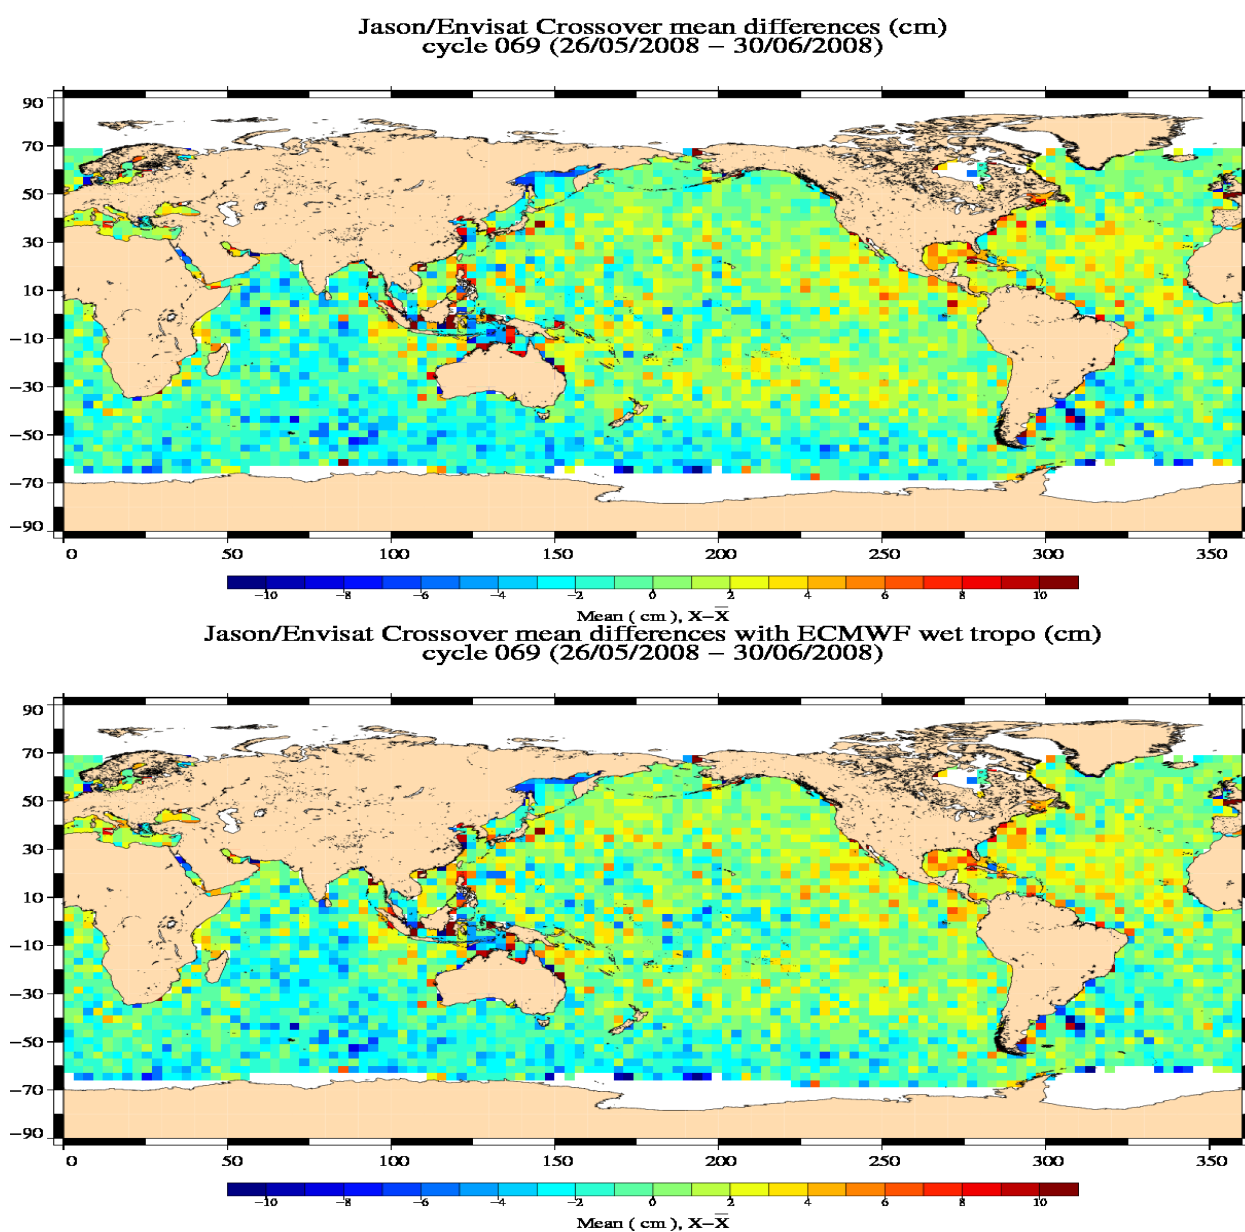 Jason/Envisat Crossover mean differences (cm)
cycle 069 (26/05/2008 − 30/06/2008)
90
70
50
30
10
−10
−30
−50
−70
−90
0 50 100 150 200 250 300 350
−10 −8 −6 −4 −2 0 2 4 6 8 10
Mean ( cm ), X−X̅
Jason/Envisat Crossover mean differences with ECMWF wet tropo (cm)
cycle 069 (26/05/2008 − 30/06/2008)
90
70
50
30
10
−10
−30
−50
−70
−90
0 50 100 150 200 250 300 350
−10 −8 −6 −4 −2 0 2 4 6 8 10
Mean ( cm ), X−X̅